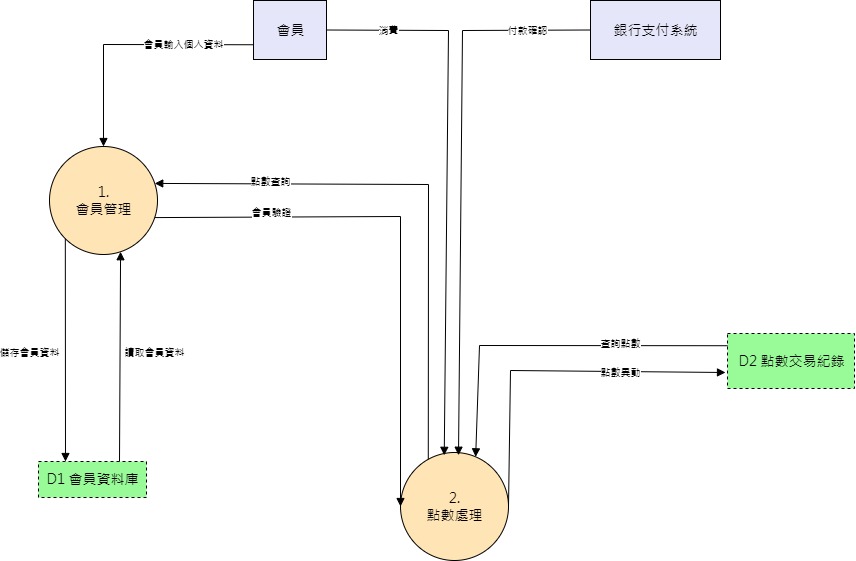 會員
消費
付款確認
銀行支付系統
會員輸入個人資料
1.
會員管理
點數查詢
會員驗證
儲存會員資料
讀取會員資料
查詢點數
點數異動
D2 點數交易紀錄
D1 會員資料庫
2.
點數處理